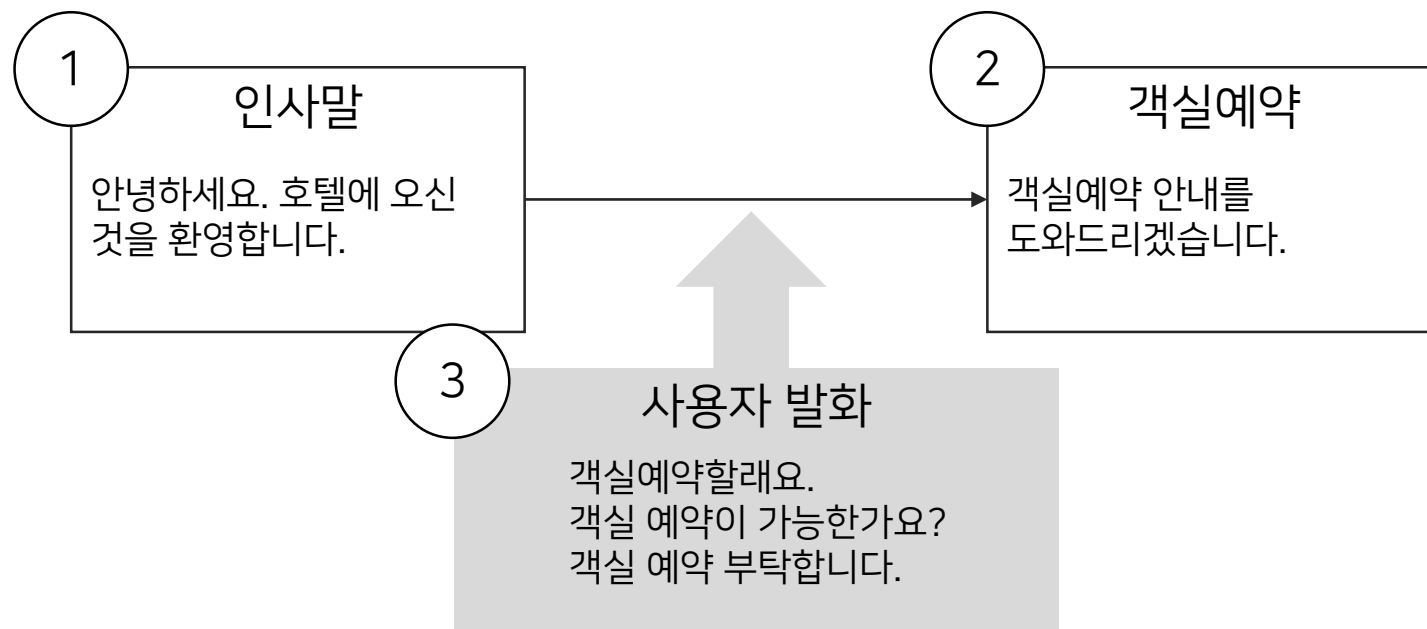 1
인사말
안녕하세요. 호텔에 오신
것을 환영합니다.
2
객실예약
객실예약 안내를
도와드리겠습니다.
3
사용자 발화
객실예약할래요.
객실 예약이 가능한가요?
객실 예약 부탁합니다.